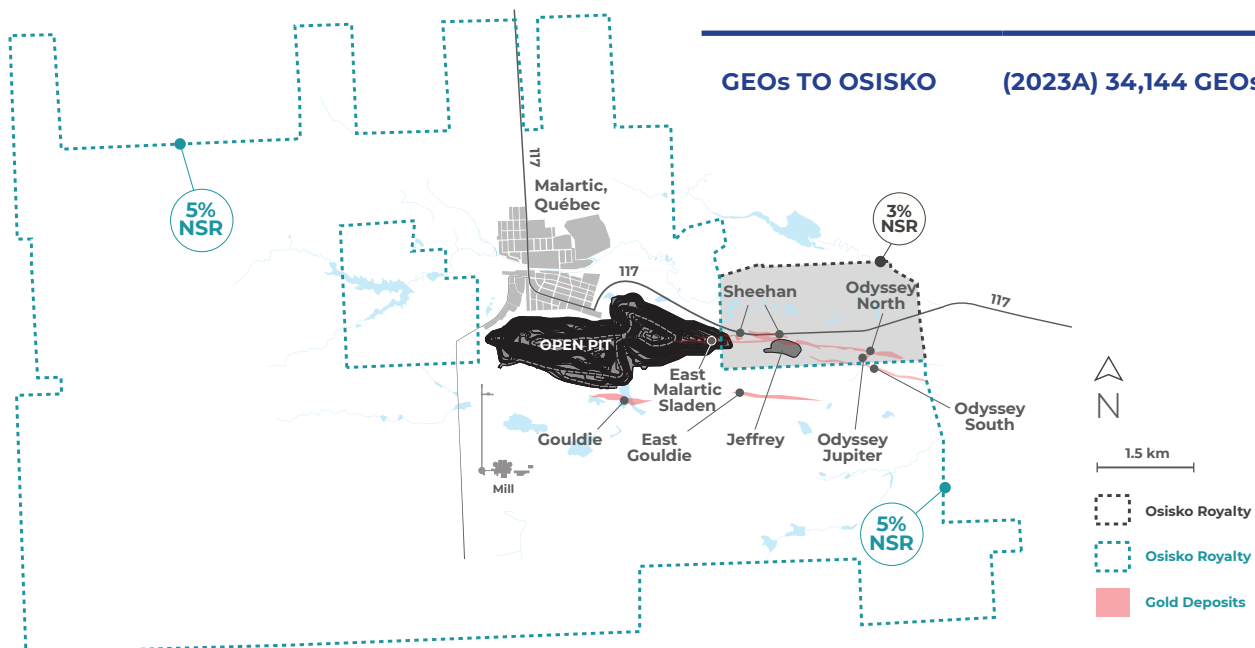 GEOs TO OSISKO
(2023A) 34,144 GEOs
117
Malartic,
Québec
5%
NSR
3%
NSR
117
Sheehan
Odyssey
North
117
OPEN PIT
East
Malartic
Sladen
Odyssey
South
Gouldie
East
Gouldie
Jeffrey
Odyssey
Jupiter
N
1.5 km
Mill
5%
NSR
Osisko Royalty
Osisko Royalty
Gold Deposits